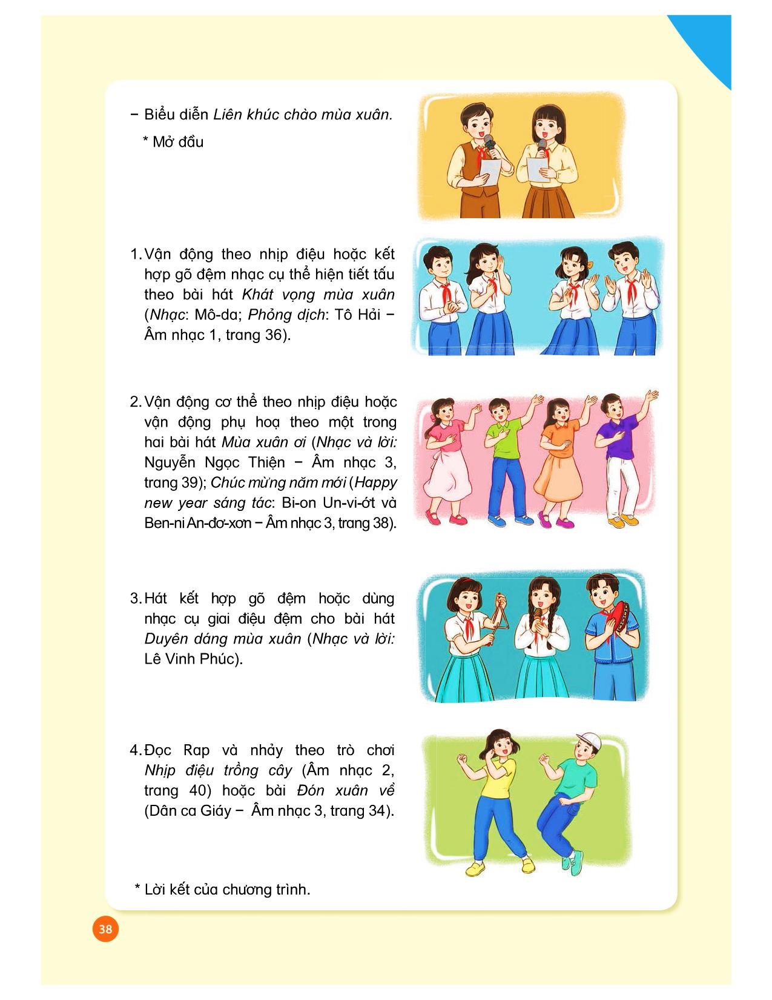 – Biểu diễn Liên khúc chào mùa xuân.
* Mở đầu
1. Vận động theo nhịp điệu hoặc kết
hợp gõ đệm nhạc cụ thể hiện tiết tấu
theo bài hát Khát vọng mùa xuân
(Nhạc: Mô-da; Phỏng dịch: Tô Hải –
Âm nhạc 1, trang 36).
2. Vận động cơ thể theo nhịp điệu hoặc
vận động phụ hoạ theo một trong
hai bài hát Mùa xuân ơi (Nhạc và lời:
Nguyễn Ngọc Thiện – Âm nhạc 3,
trang 39); Chúc mừng năm mới (Happy
new year sáng tác: Bi-on Un-vi-ớt và
Ben-ni An-đơ-xơn – Âm nhạc 3, trang 38).
3. Hát kết hợp gõ đệm hoặc dùng
nhạc cụ giai điệu đệm cho bài hát
Duyên dáng mùa xuân (Nhạc và lời:
Lê Vinh Phúc).
4. Đọc Rap và nhảy theo trò chơi
Nhịp điệu trồng cây (Âm nhạc 2,
trang 40) hoặc bài Đón xuân về
(Dân ca Giáy – Âm nhạc 3, trang 34).
* Lời kết của chương trình.
38